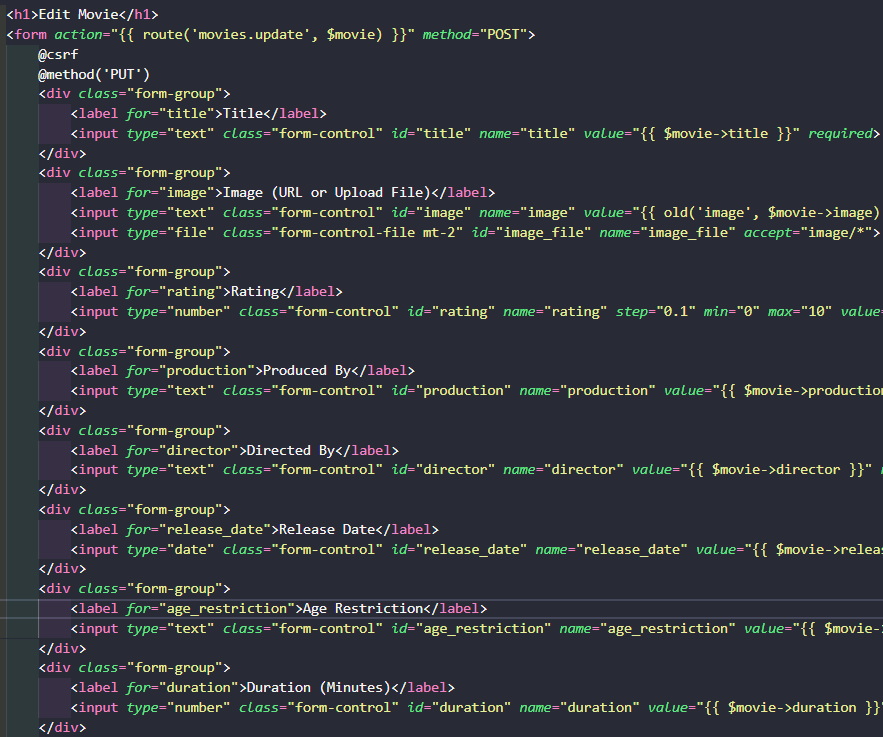 <h1>Edit Movie</h1>
<form action="{{ route('movies.update', $movie) }}" method="POST">
@csrf
@method('PUT')
<div class="form-group">
<label for="title">Title</label>
<input type="text" class="form-control" id="title" name="title" value="{{ $movie->title }}" required>
</div>
<div class="form-group">
<label for="image">Image (URL or Upload File)</label>
<input type="text" class="form-control" id="image" name="image" value="{{ old('image', $movie->image)
<input type="file" class="form-control-file mt-2" id="image_file" name="image_file" accept="image/*">
</div>
<div class="form-group">
<label for="rating">Rating</label>
<input type="number" class="form-control" id="rating" name="rating" step="0.1" min="0" max="10" value=
</div>
<div class="form-group">
<label for="production">Produced By</label>
<input type="text" class="form-control" id="production" name="production" value="{{ $movie->production
</div>
<div class="form-group">
<label for="director">Directed By</label>
<input type="text" class="form-control" id="director" name="director" value="{{ $movie->director }}"
</div>
<div class="form-group">
<label for="release_date">Release Date</label>
<input type="date" class="form-control" id="release_date" name="release_date" value="{{ $movie->relea
</div>
<div class="form-group">
<label for="age_restriction">Age Restriction</label>
<input type="text" class="form-control" id="age_restriction" name="age_restriction" value="{{ $movie-
</div>
<div class="form-group">
<label for="duration">Duration (Minutes)</label>
<input type="number" class="form-control" id="duration" name="duration" value="{{ $movie->duration }}
</div>